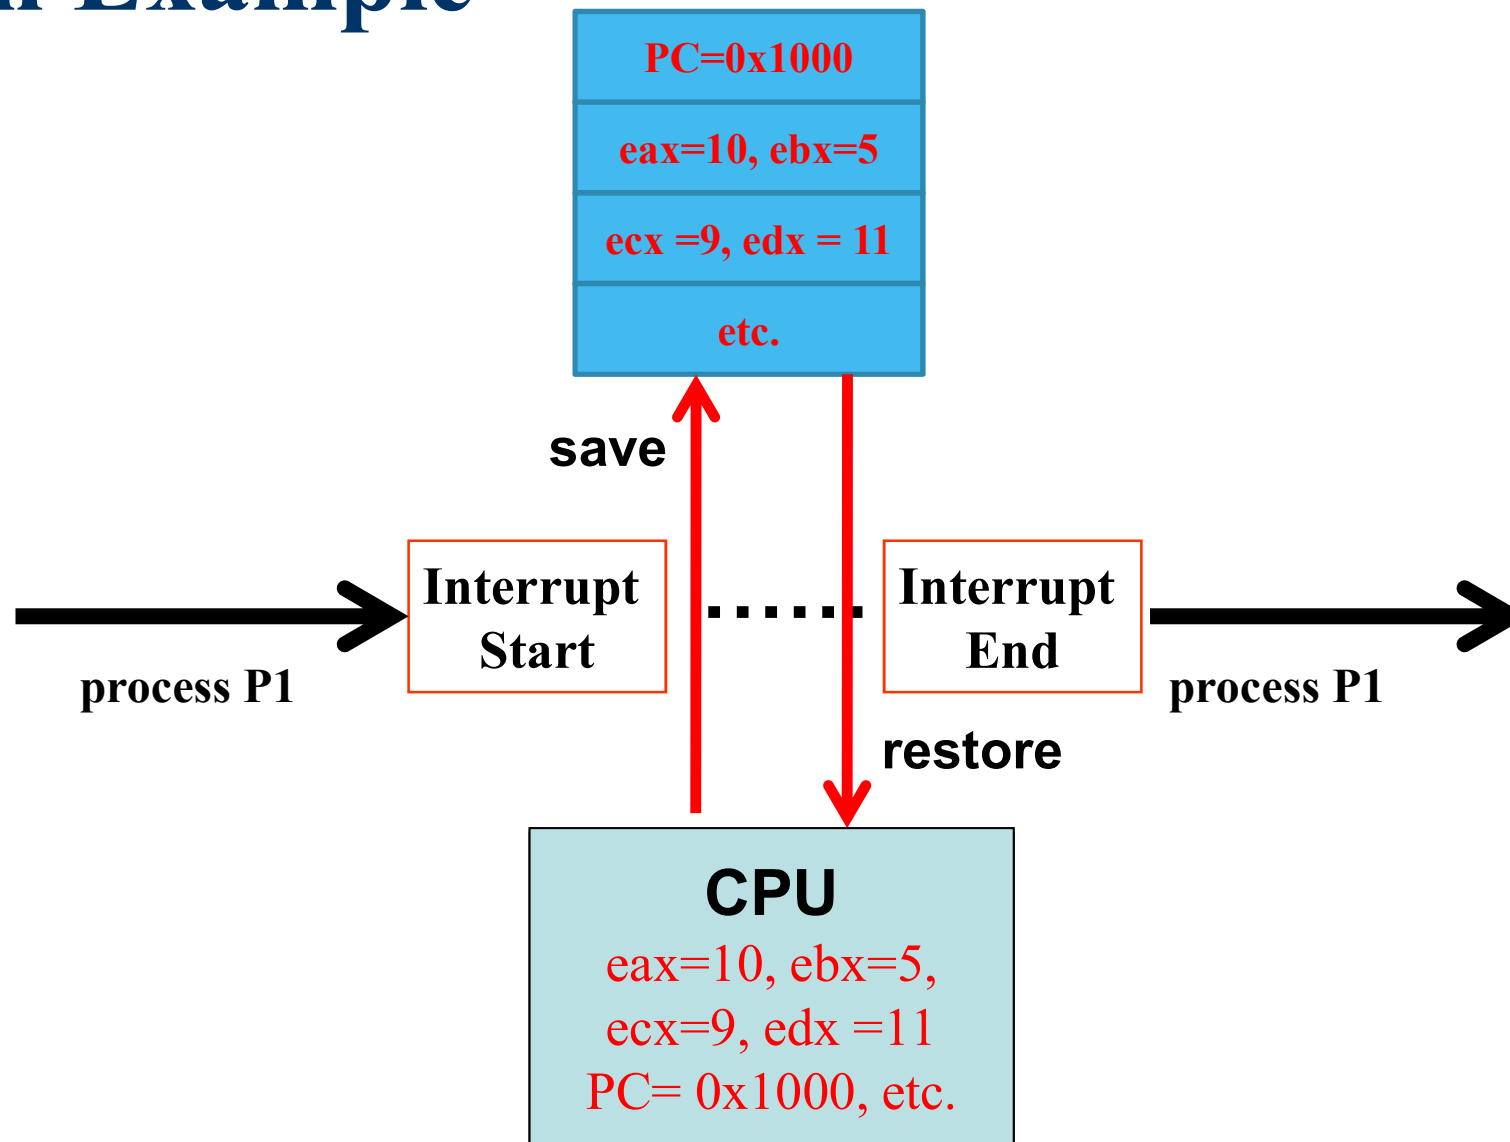 Example
PC=0x1000
eax=10, ebx=5
ecx =9, edx = 11
etc.
save
Interrupt
Start
......
Interrupt
End
process P1
process P1
restore
CPU
eax=10, ebx=5,
ecx=9, edx =11
PC= 0x1000, etc.